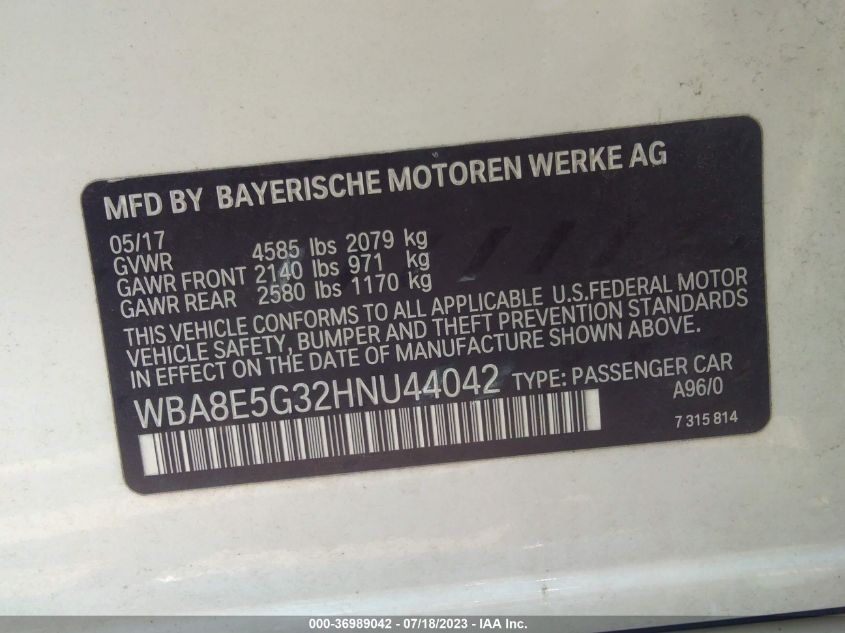 MFD BY BAYERISCHE MOTOREN WERKE AG
05/17
GVWR 4585 lbs 2079 kg
GAWR FRONT 2140 lbs 971 kg
GAWR REAR 2580 lbs 1170 kg
THIS VEHICLE CONFORMS TO ALL APPLICABLE U.S.FEDERAL MOTOR
VEHICLE SAFETY, BUMPER AND THEFT PREVENTION STANDARDS
IN EFFECT ON THE DATE OF MANUFACTURE SHOWN ABOVE.
WBA8E5G32HNU44042 TYPE: PASSENGER CAR
A96/0
7 315 814
000-36989042 - 07/18/2023 - IAA Inc.